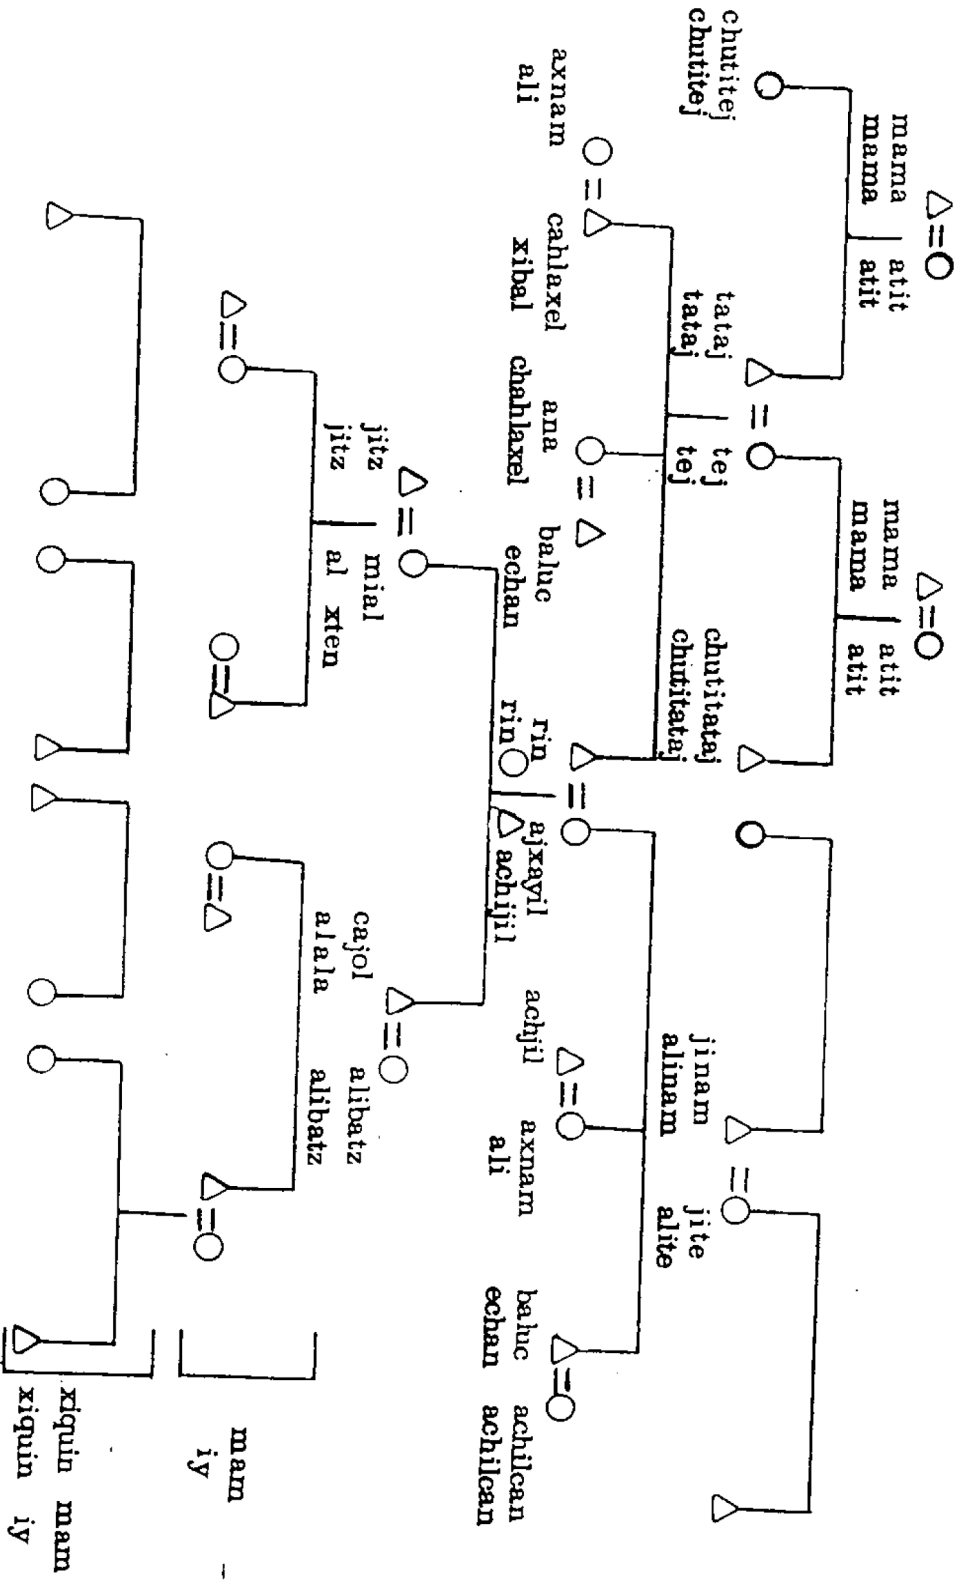 mama atit mama atit
mama atit mama atit
chutitej tataj tej chutitataj jinam jite
chutitej tataj tej chutitataj alinam alite
axnam cahlaxel ana baluc rin ajxayil achjil axnam baluc achilcan
ali xibal chahlaxel echan rin achijil ali echan achilcan
jitz mial cajol alibatz
jitz al xten alala alibatz
mam
iy
xiquin mam
xiquin iy